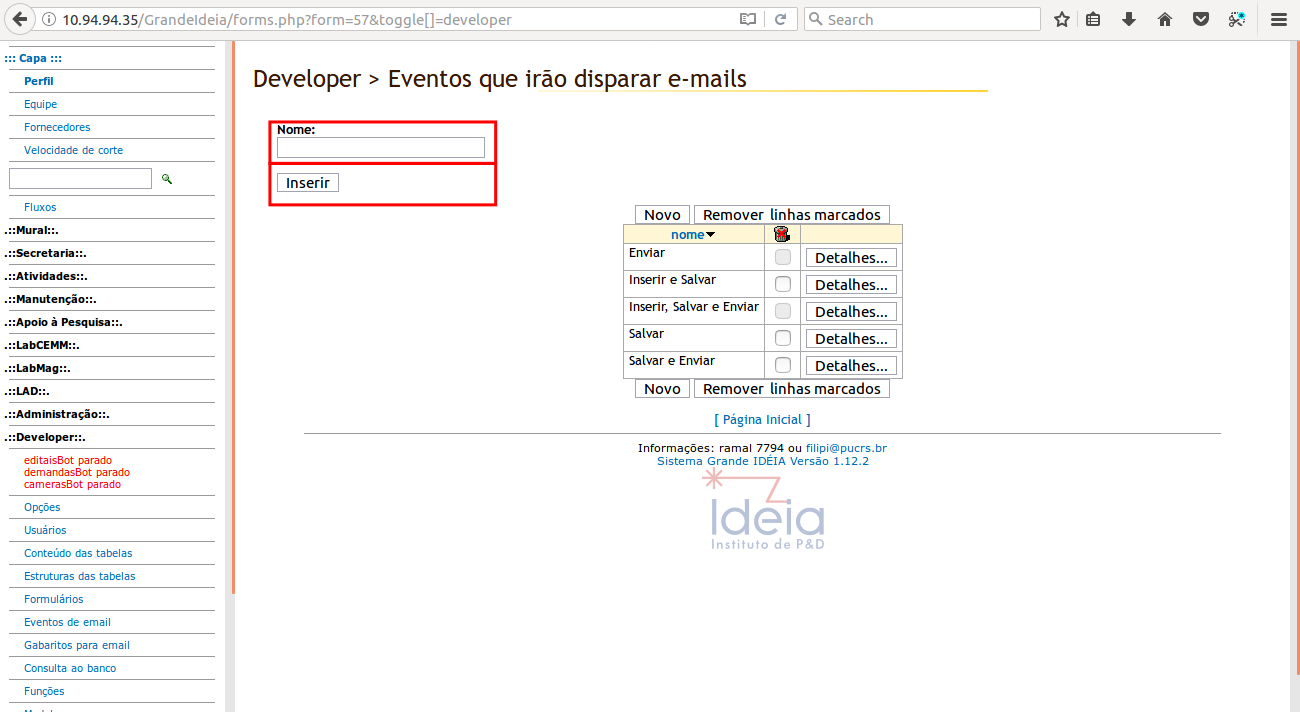 10.94.94.35/GrandeIdeia/forms.php?form=57&toggle[]=developer
Search
::: Capa :::
Perfil
Equipe
Fornecedores
Velocidade de corte
Fluxos
.::Mural::.
.::Secretaria::.
.::Atividades::.
.::Manutenção::.
.::Apoio à Pesquisa::.
.::LabCEMM::.
.::LabMag::.
.::LAD::.
.::Administração::.
.::Developer::.
editaisBot parado
demandasBot parado
camerasBot parado
Opções
Usuários
Conteúdo das tabelas
Estruturas das tabelas
Formulários
Eventos de email
Gabaritos para email
Consulta ao banco
Funções
Developer > Eventos que irão disparar e-mails
Nome:
Inserir
Novo Remover linhas marcados
nome
Enviar Detalhes...
Inserir e Salvar Detalhes...
Inserir, Salvar e Enviar Detalhes...
Salvar Detalhes...
Salvar e Enviar Detalhes...
Novo Remover linhas marcados
[ Página Inicial ]
Informações: ramal 7794 ou filipi@pucrs.br
Sistema Grande IDÉIA Versão 1.12.2
Ideia
Instituto de P&D